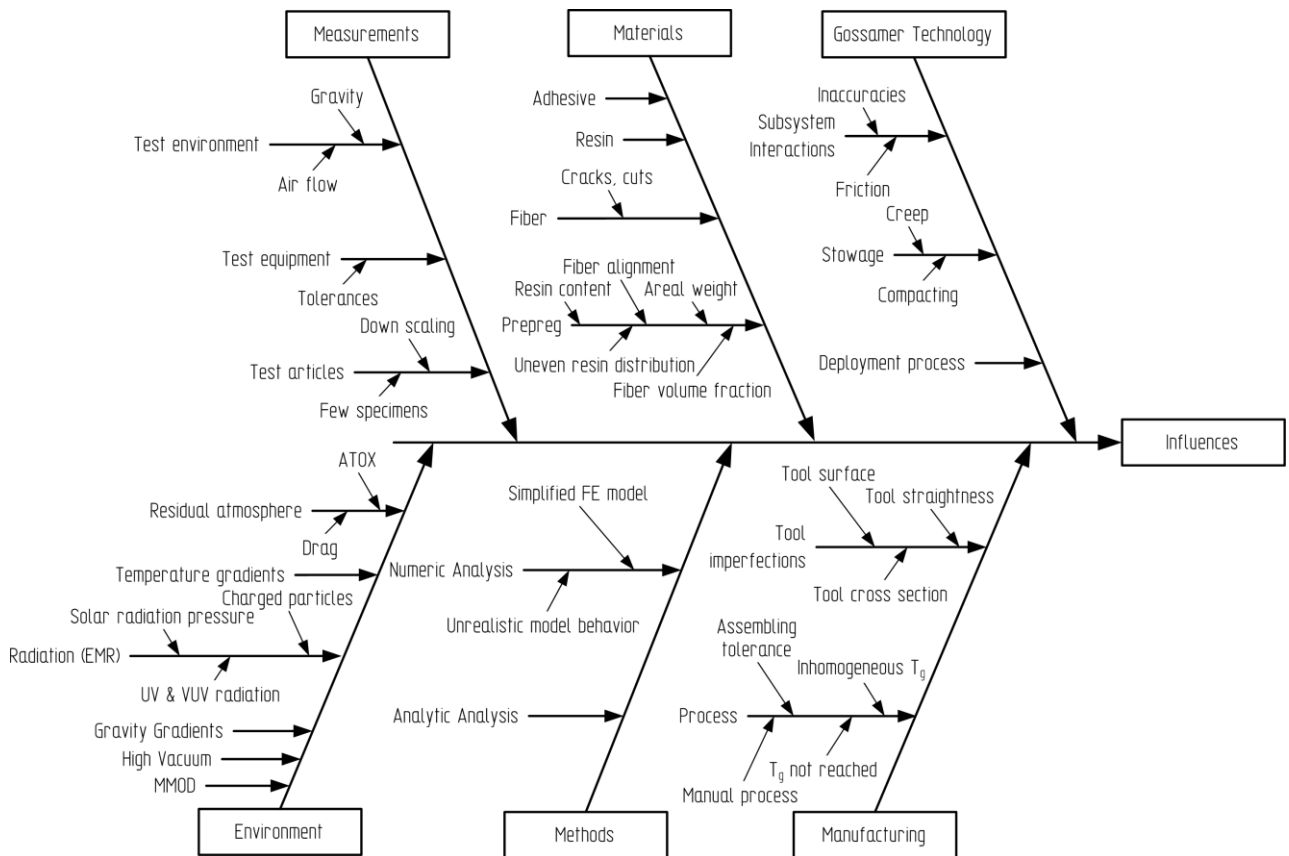 Measurements
Materials
Gossamer Technology
Gravity
Test environment
Air flow
Test equipment
Tolerances
Down scaling
Test articles
Few specimens
Adhesive
Resin
Cracks, cuts
Fiber
Fiber alignment
Resin content
Areal weight
Prepreg
Uneven resin distribution
Fiber volume fraction
Inaccuracies
Subsystem
Interactions
Friction
Creep
Stowage
Compacting
Deployment process
Influences
ATOX
Residual atmosphere
Drag
Temperature gradients
Charged particles
Solar radiation pressure
Radiation (EMR)
UV & VUV radiation
Gravity Gradients
High Vacuum
MMOD
Simplified FE model
Numeric Analysis
Unrealistic model behavior
Analytic Analysis
Tool surface
Tool straightness
Tool
imperfections
Tool cross section
Assembling
tolerance
Inhomogeneous Tg
Process
Tg not reached
Manual process
Environment
Methods
Manufacturing